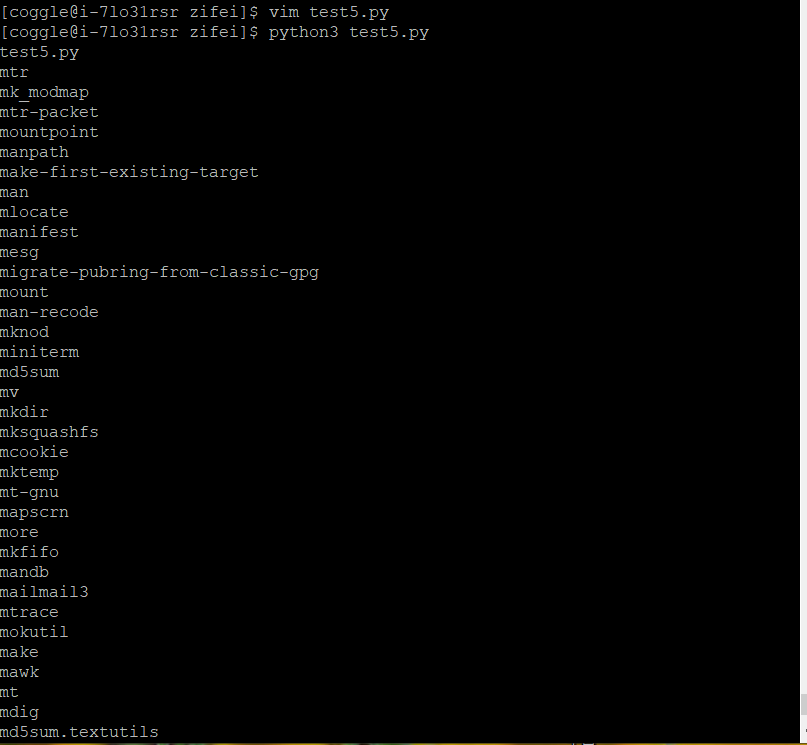 [coggle@i-7lo31rsr zifei]$ vim test5.py
[coggle@i-7lo31rsr zifei]$ python3 test5.py
test5.py
mtr
mk_modmap
mtr-packet
mountpoint
manpath
make-first-existing-target
man
mlocate
manifest
mesg
migrate-pubring-from-classic-gpg
mount
man-recode
mknod
miniterm
md5sum
mv
mkdir
mksquashfs
mcookie
mktemp
mt-gnu
mapscrn
more
mkfifo
mandb
mailmail3
mtrace
mokutil
make
mawk
mt
mdig
md5sum.textutils